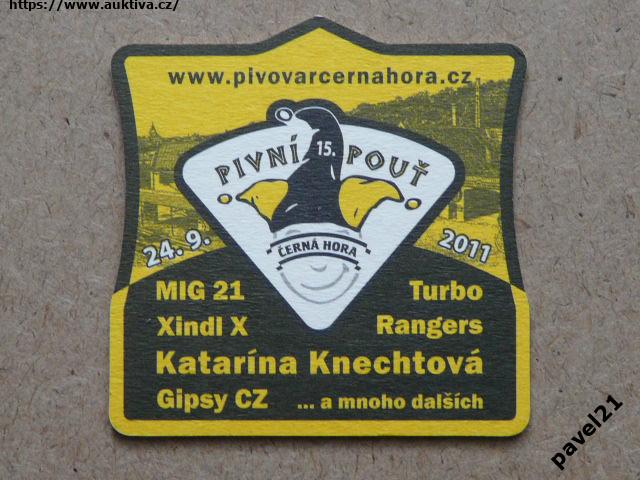 https://www.auktiva.cz/
www.pivovarcernahora.cz
PIVNÍ 15. POUŤ
24. 9. 2011
ČERNÁ HORA
MIG 21 Turbo
Xindl X Rangers
Katarína Knechtová
Gipsy CZ ... a mnoho dalších
pavel21